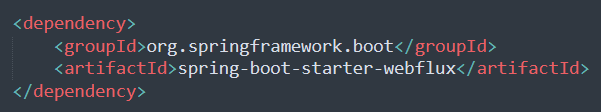 <dependency>
    <groupId>org.springframework.boot</groupId>
    <artifactId>spring-boot-starter-webflux</artifactId>
</dependency>